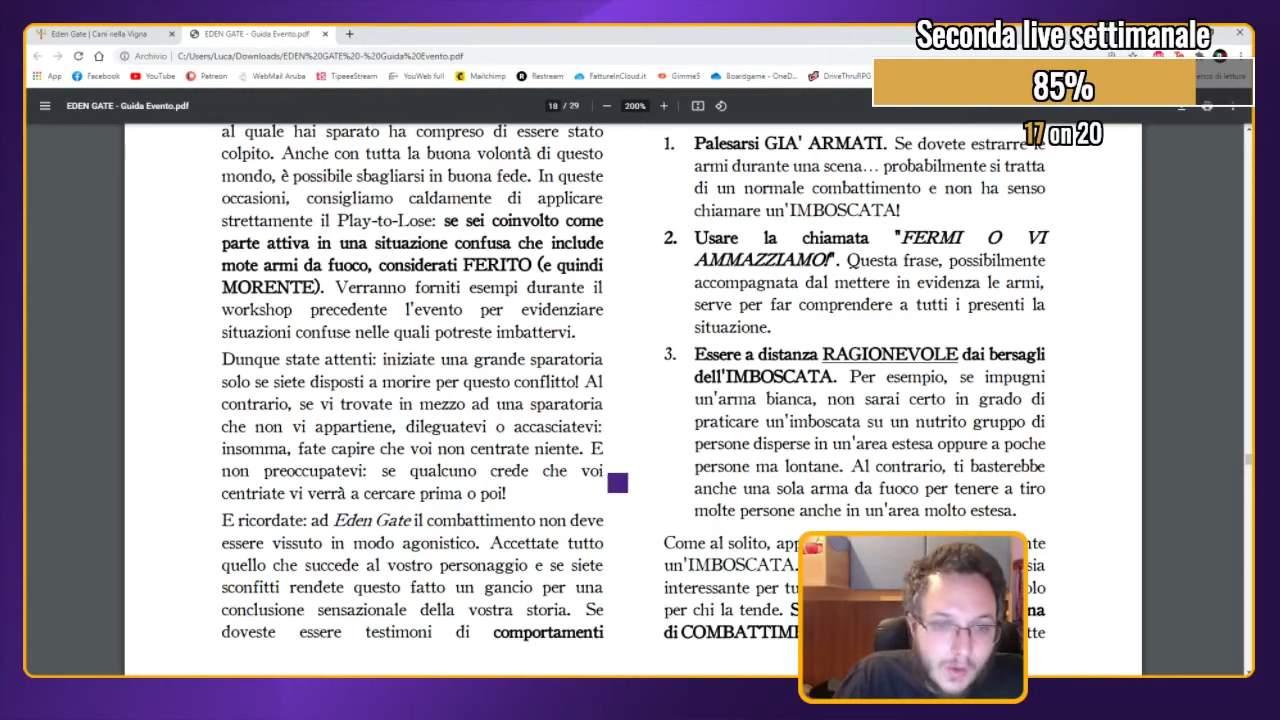 Seconda live settimanale
85%
17 on 20
Eden Gate | Cani nella Vigna
EDEN GATE - Guida Evento.pdf
Archivio
C:/Users/Luca/Downloads/EDEN%20GATE%20-%20Guida%20Evento.pdf
App
Facebook
YouTube
Patreon
WebMail Aruba
TipeeeStream
YouWeb full
Mailchimp
Restream
FattureInCloud.it
GimmeS
Boardgame - OneD...
DriveThruRPG
di lettura
EDEN GATE - Guida Evento.pdf
18 / 29
200%
al quale hai sparato ha compreso di essere stato
colpito. Anche con tutta la buona volontà di questo
mondo, è possibile sbagliarsi in buona fede. In queste
occasioni, consigliamo caldamente di applicare
strettamente il Play-to-Lose: se sei coinvolto come
parte attiva in una situazione confusa che include
mote armi da fuoco, considerati FERITO (e quindi
MORENTE). Verranno forniti esempi durante il
workshop precedente l'evento per evidenziare
situazioni confuse nelle quali potreste imbattervi.
Dunque state attenti: iniziate una grande sparatoria
solo se siete disposti a morire per questo conflitto! Al
contrario, se vi trovate in mezzo ad una sparatoria
che non vi appartiene, dileguatevi o accasciatevi:
insomma, fate capire che voi non centrate niente. E
non preoccupatevi: se qualcuno crede che voi
centriate vi verrà a cercare prima o poi!
E ricordate: ad Eden Gate il combattimento non deve
essere vissuto in modo agonistico. Accettate tutto
quello che succede al vostro personaggio e se siete
sconfitti rendete questo fatto un gancio per una
conclusione sensazionale della vostra storia. Se
doveste essere testimoni di comportamenti
1. Palesarsi GIA' ARMATI. Se dovete estrarre le
armi durante una scena… probabilmente si tratta
di un normale combattimento e non ha senso
chiamare un'IMBOSCATA!
2. Usare la chiamata "FERMI O VI
AMMAZZIAMO!". Questa frase, possibilmente
accompagnata dal mettere in evidenza le armi,
serve per far comprendere a tutti i presenti la
situazione.
3. Essere a distanza RAGIONEVOLE dai bersagli
dell'IMBOSCATA. Per esempio, se impugni
un'arma bianca, non sarai certo in grado di
praticare un'imboscata su un nutrito gruppo di
persone disperse in un'area estesa oppure a poche
persone ma lontane. Al contrario, ti basterebbe
anche una sola arma da fuoco per tenere a tiro
molte persone anche in un'area molto estesa.
Come al solito,
un'IMBOSCATA.
interessante per
per chi la tende.